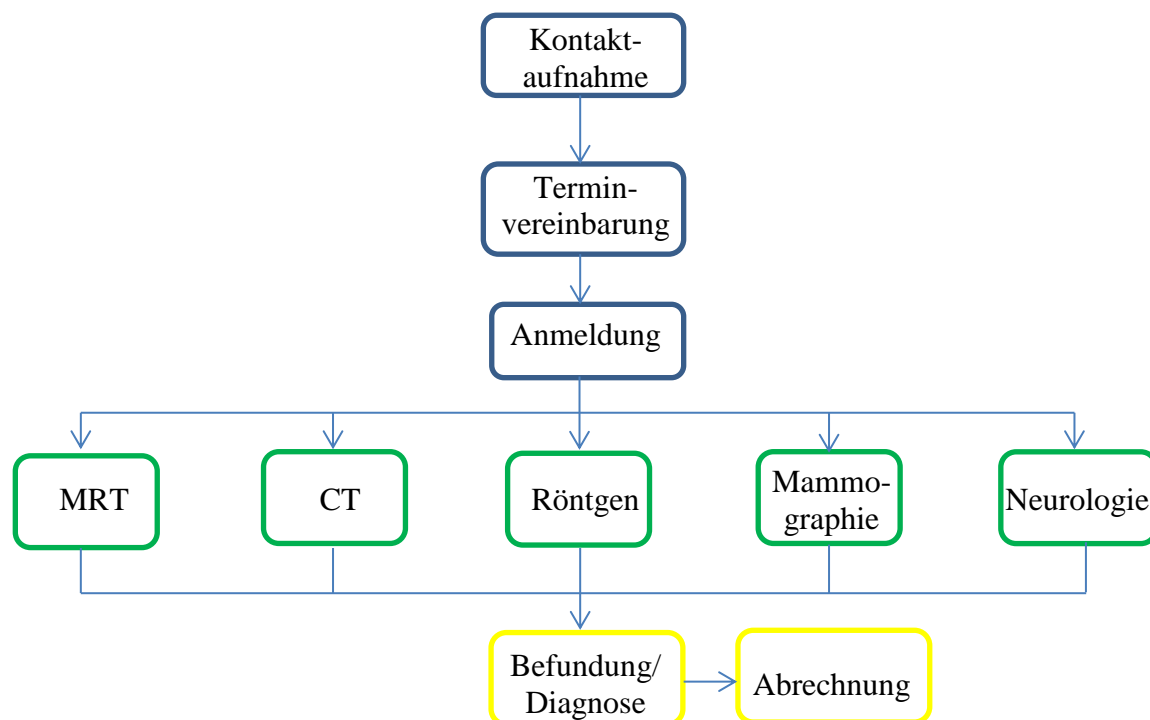 Kontakt-
aufnahme
Termin-
vereinbarung
Anmeldung
MRT
CT
Röntgen
Mammo-
graphie
Neurologie
Befundung/
Diagnose
Abrechnung